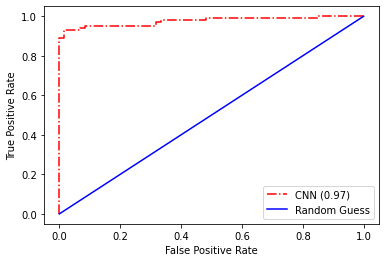 1.0
0.8
0.6
0.4
0.2
0.0
True Positive Rate
0.0 0.2 0.4 0.6 0.8 1.0
False Positive Rate
CNN (0.97)
Random Guess